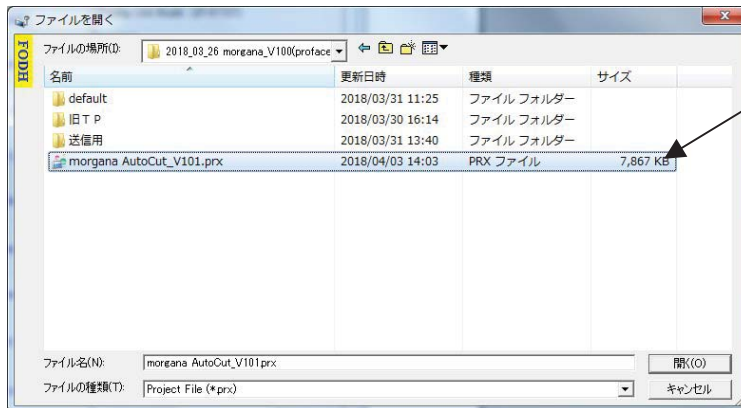 ファイルを開く
FODH
ファイルの場所(I): 2018_03_26 morgana_V100(proface
名前 更新日時 種類 サイズ
default 2018/03/31 11:25 ファイル フォルダー
旧TP 2018/03/30 16:14 ファイル フォルダー
送信用 2018/03/31 13:40 ファイル フォルダー
morgana AutoCut_V101.prx 2018/04/03 14:03 PRX ファイル 7,867 KB
ファイル名(N): morgana AutoCut_V101.prx 開く(O)
ファイルの種類(T): Project File (*.prx) キャンセル